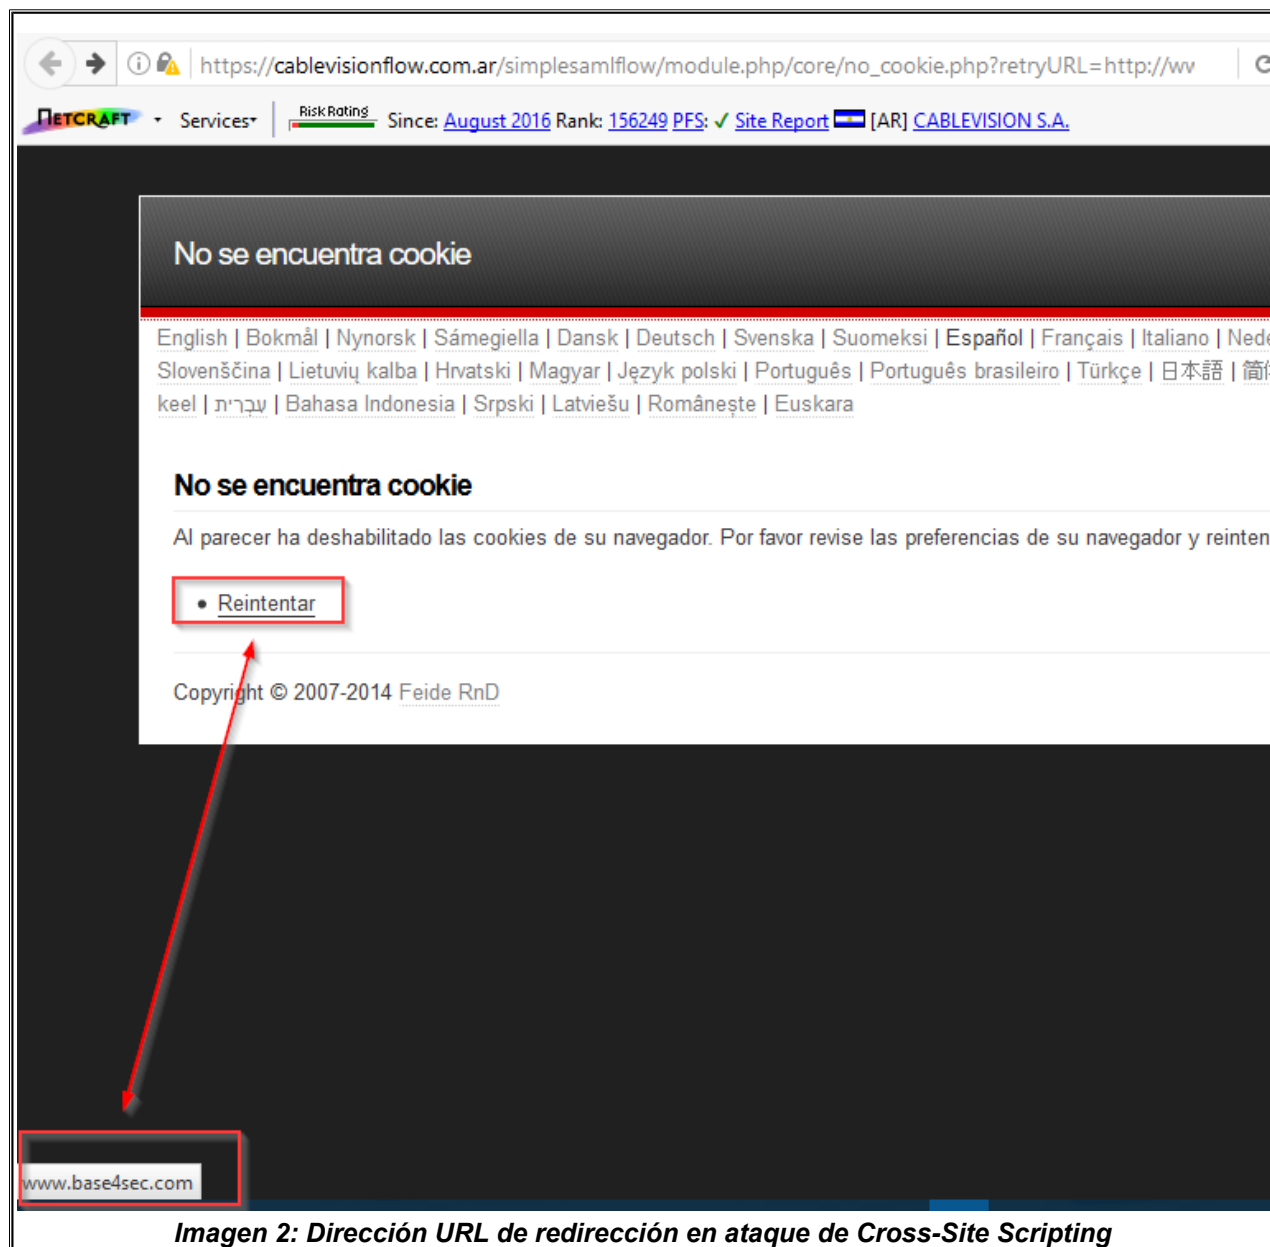 https://cablevisionflow.com.ar/simplesamlflow/module.php/core/no_cookie.php?retryURL=http://wv
NETCRAFT Services Risk Rating Since: August 2016 Rank: 156249 PFS: ✓ Site Report [AR] CABLEVISION S.A.
No se encuentra cookie
English | Bokmål | Nynorsk | Sámegiella | Dansk | Deutsch | Svenska | Suomeksi | Español | Français | Italiano | Nede
Slovenščina | Lietuvių kalba | Hrvatski | Magyar | Język polski | Português | Português brasileiro | Türkçe | 日本語 | 简
keel | עִבְרִית | Bahasa Indonesia | Srpski | Latviešu | Românește | Euskara
No se encuentra cookie
Al parecer ha deshabilitado las cookies de su navegador. Por favor revise las preferencias de su navegador y reinten
• Reintentar
Copyright © 2007-2014 Feide RnD
www.base4sec.com
Imagen 2: Dirección URL de redirección en ataque de Cross-Site Scripting